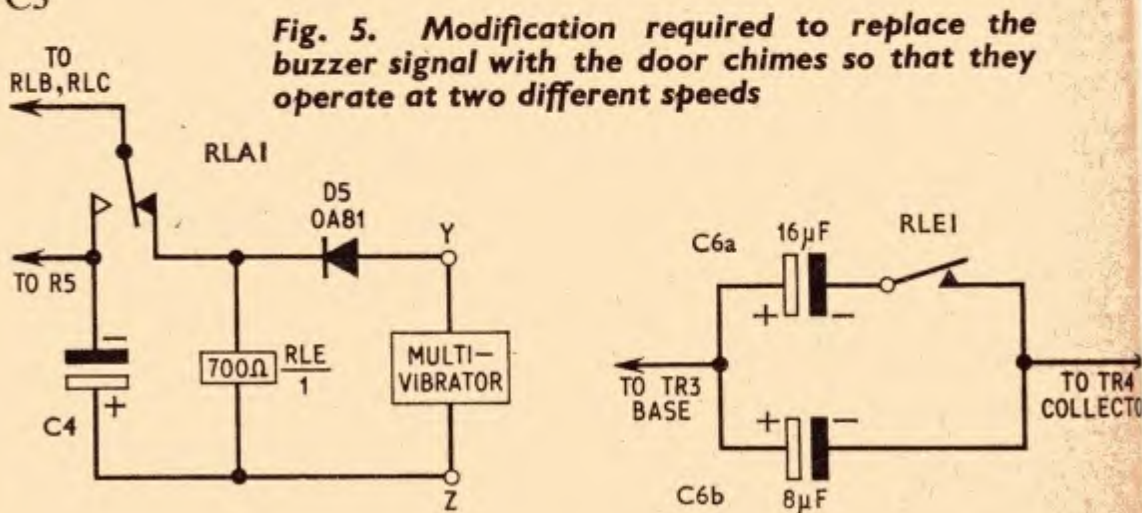 Fig. 5. Modification required to replace the
buzzer signal with the door chimes so that they
operate at two different speeds
TO
RLB, RLC
RLA1
D5
OA81
Y
TO R5
-
+
C4
700Ω
RLE
1
MULTI-
VIBRATOR
Z
C6a
16µF
RLE1
+
-
TO TR3
BASE
TO TR4
COLLECTO
+
-
C6b
8µF